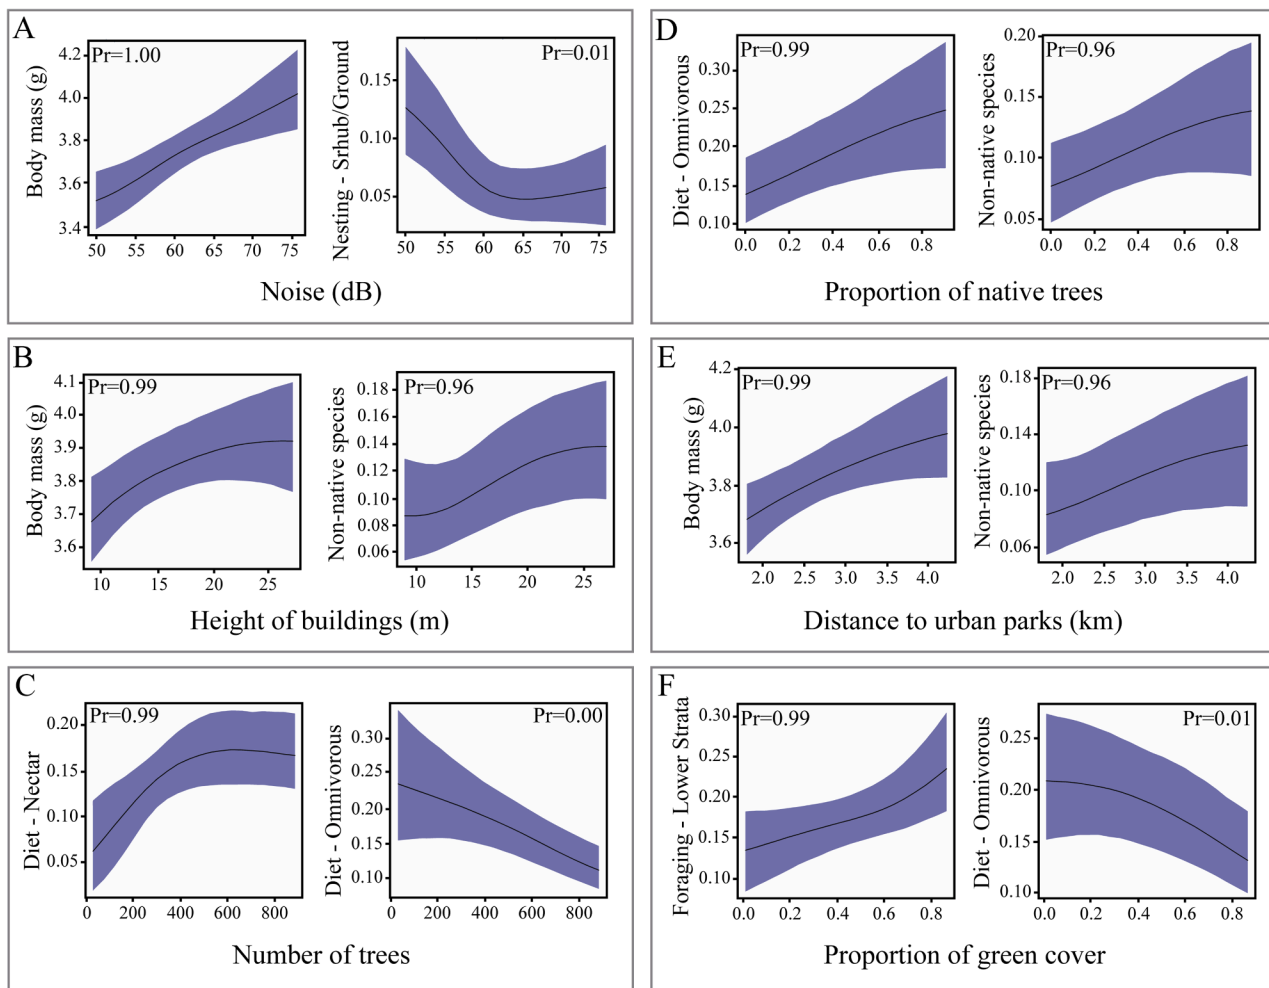 A
Pr=1.00
Body mass (g)
4.2
4.0
3.8
3.6
3.4
50 55 60 65 70 75
Pr=0.01
Nesting - Srhub/Ground
0.15
0.10
0.05
50 55 60 65 70 75
Noise (dB)
D
Pr=0.99
Diet - Omnivorous
0.30
0.25
0.20
0.15
0.10
0.0 0.2 0.4 0.6 0.8
Pr=0.96
Non-native species
0.20
0.15
0.10
0.05
0.0 0.2 0.4 0.6 0.8
Proportion of native trees
B
Pr=0.99
Body mass (g)
4.1
4.0
3.9
3.8
3.7
3.6
10 15 20 25
Pr=0.96
Non-native species
0.18
0.16
0.14
0.12
0.10
0.08
0.06
10 15 20 25
Height of buildings (m)
E
Pr=0.99
Body mass (g)
4.2
4.0
3.8
3.6
2.0 2.5 3.0 3.5 4.0
Pr=0.96
Non-native species
0.18
0.14
0.10
0.06
2.0 2.5 3.0 3.5 4.0
Distance to urban parks (km)
C
Pr=0.99
Diet - Nectar
0.20
0.15
0.10
0.05
0 200 400 600 800
Pr=0.00
Diet - Omnivorous
0.30
0.25
0.20
0.15
0.10
0 200 400 600 800
Number of trees
F
Pr=0.99
Foraging - Lower Strata
0.30
0.25
0.20
0.15
0.10
0.0 0.2 0.4 0.6 0.8
Pr=0.01
Diet - Omnivorous
0.25
0.20
0.15
0.10
0.0 0.2 0.4 0.6 0.8
Proportion of green cover